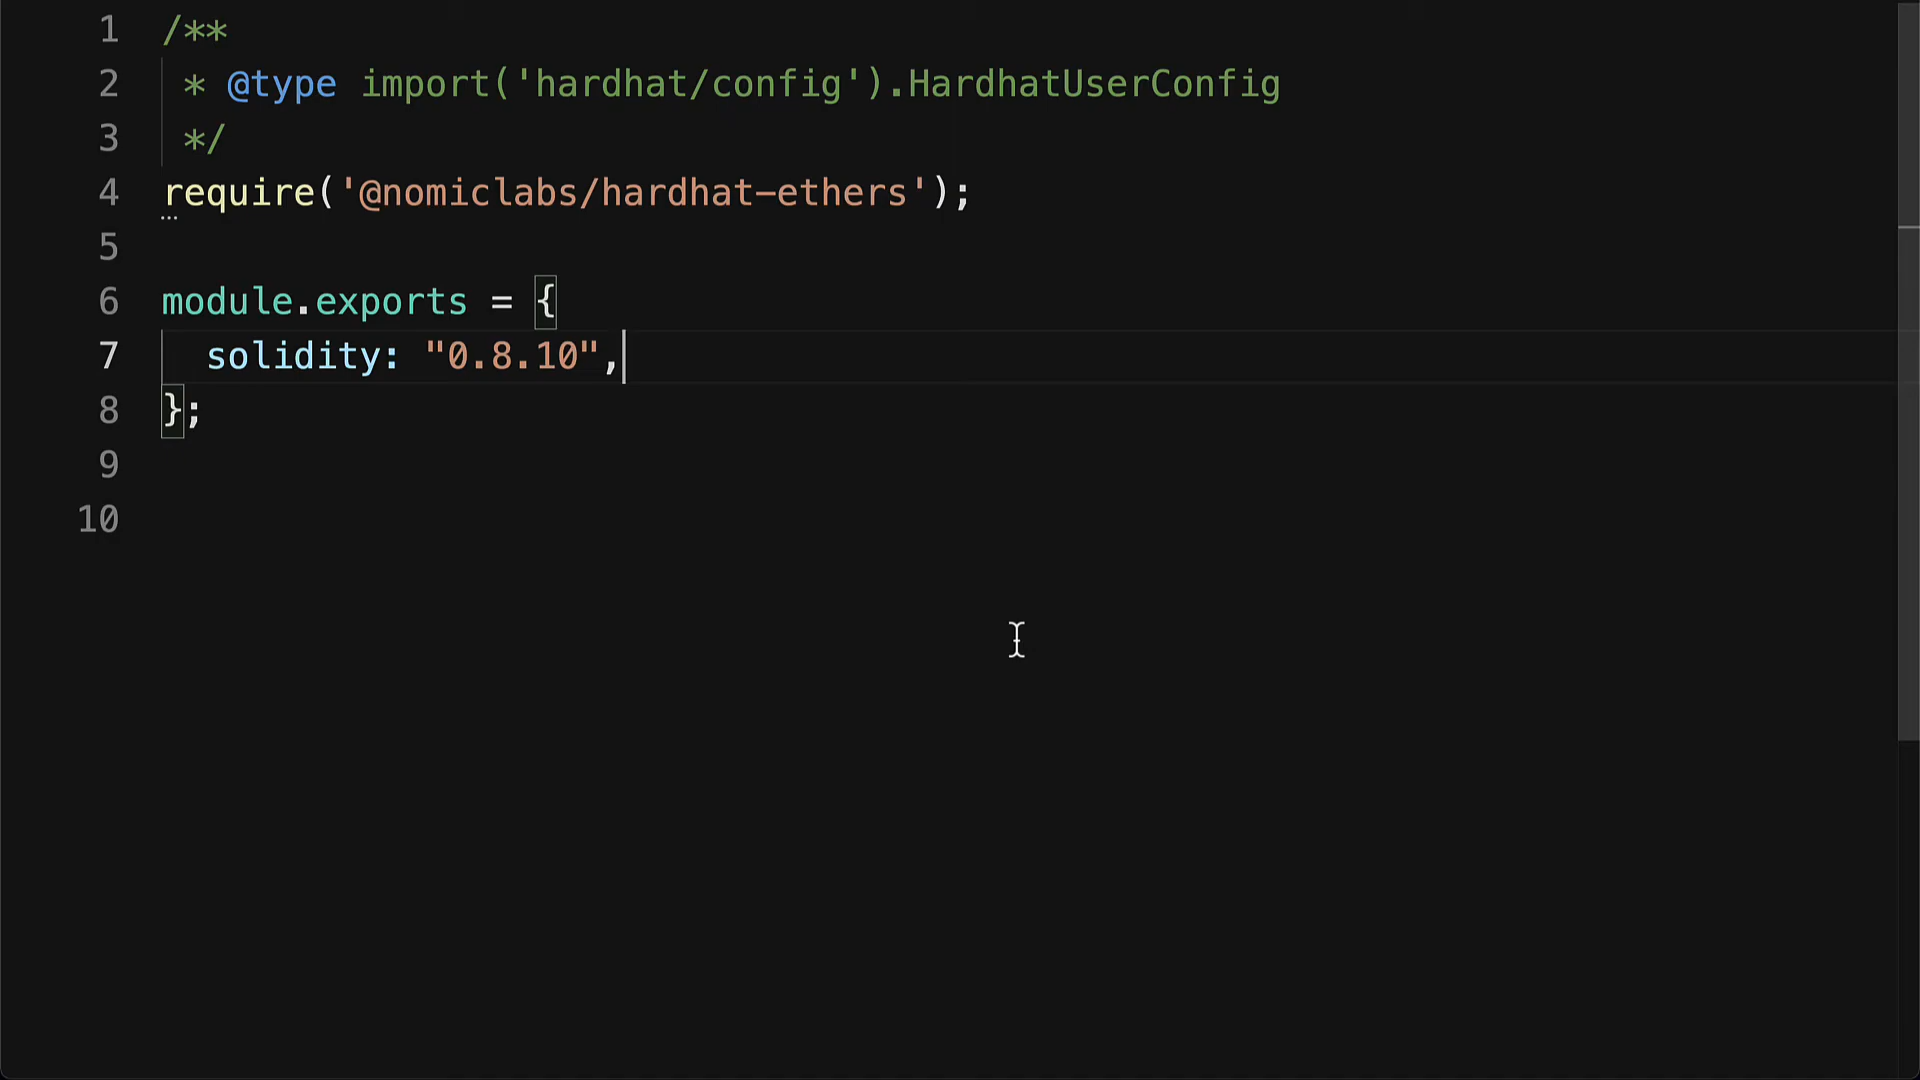 1 /**
2 * @type import('hardhat/config').HardhatUserConfig
3 */
4 require('@nomiclabs/hardhat-ethers');
5
6 module.exports = {
7 solidity: "0.8.10",
8 };
9
10